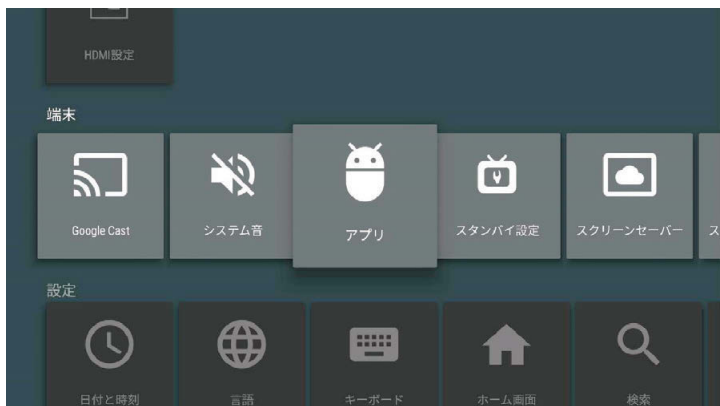 HDMI設定
端末
Google Cast
システム音
アプリ
スタンバイ設定
スクリーンセーバー
ス
設定
日付と時刻
言語
キーボード
ホーム画面
検索